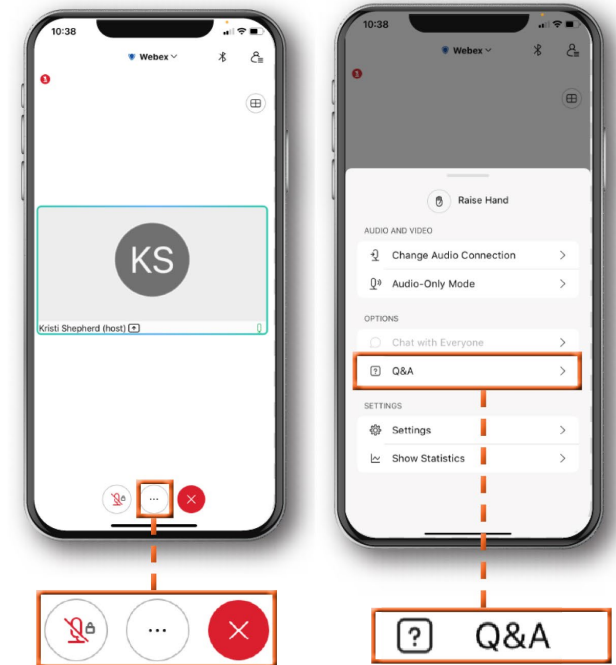 10:38
Webex
KS
Kristi Shepherd (host)
10:38
Webex
Raise Hand
AUDIO AND VIDEO
Change Audio Connection
Audio-Only Mode
OPTIONS
Chat with Everyone
Q&A
SETTINGS
Settings
Show Statistics
Q&A